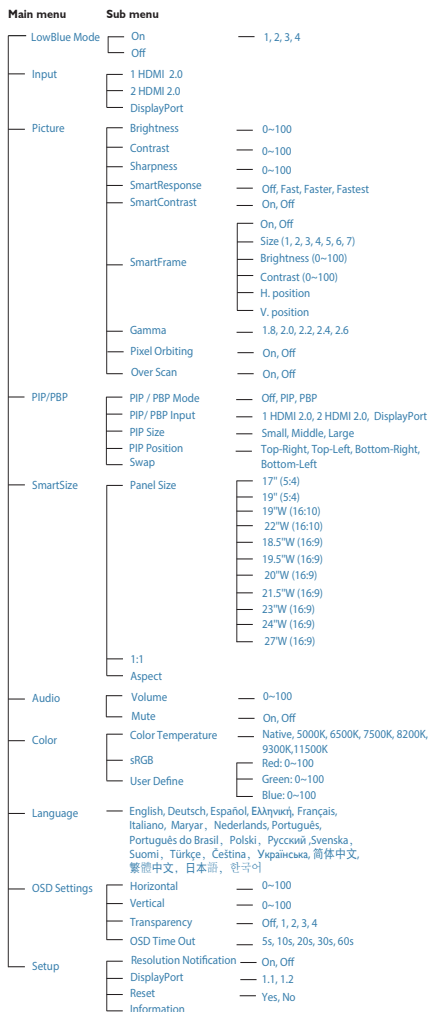 Main menu Sub menu
LowBlue Mode On 1, 2, 3, 4
Off
Input 1 HDMI 2.0
2 HDMI 2.0
DisplayPort
Picture Brightness 0~100
Contrast 0~100
Sharpness 0~100
SmartResponse Off, Fast, Faster, Fastest
SmartContrast On, Off
SmartFrame On, Off
Size (1, 2, 3, 4, 5, 6, 7)
Brightness (0~100)
Contrast (0~100)
H. position
V. position
Gamma 1.8, 2.0, 2.2, 2.4, 2.6
Pixel Orbiting On, Off
Over Scan On, Off
PIP/PBP PIP / PBP Mode Off, PIP, PBP
PIP/ PBP Input 1 HDMI 2.0, 2 HDMI 2.0, DisplayPort
PIP Size Small, Middle, Large
PIP Position Top-Right, Top-Left, Bottom-Right,
Bottom-Left
Swap
SmartSize Panel Size 17" (5:4)
19" (5:4)
19"W (16:10)
22"W (16:10)
18.5"W (16:9)
19.5"W (16:9)
20"W (16:9)
21.5"W (16:9)
23"W (16:9)
24"W (16:9)
27'W (16:9)
1:1
Aspect
Audio Volume 0~100
Mute On, Off
Color Color Temperature Native, 5000K, 6500K, 7500K, 8200K,
9300K,11500K
sRGB
User Define Red: 0~100
Green: 0~100
Blue: 0~100
Language English, Deutsch, Español, Ελληνική, Français,
Italiano, Maryar, Nederlands, Português,
Português do Brasil, Polski, Русский ,Svenska,
Suomi, Türkçe, Čeština, Українська, 简体中文,
繁體中文, 日本語, 한국어
OSD Settings Horizontal 0~100
Vertical 0~100
Transparency Off, 1, 2, 3, 4
OSD Time Out 5s, 10s, 20s, 30s, 60s
Setup Resolution Notification On, Off
DisplayPort 1.1, 1.2
Reset Yes, No
Information